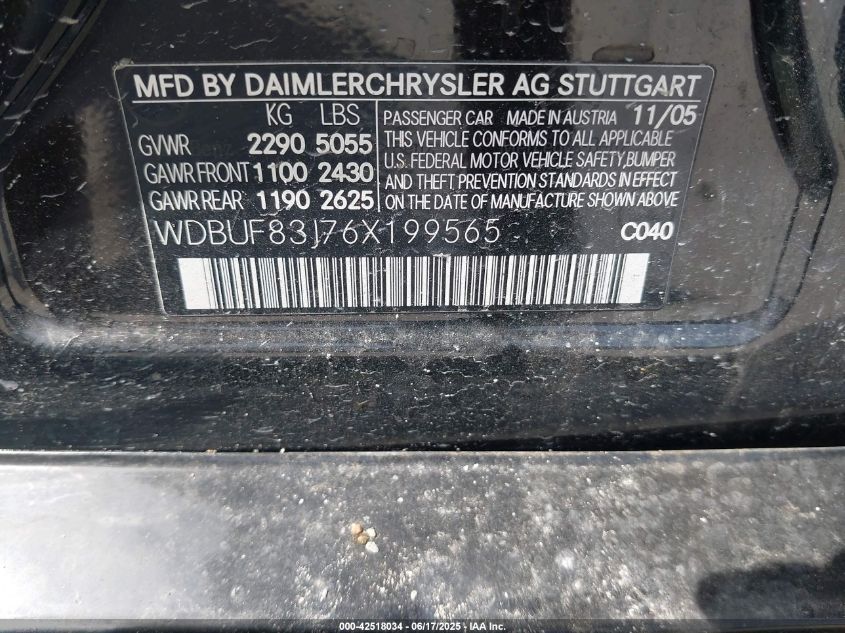 MFD BY DAIMLERCHRYSLER AG STUTTGART
KG LBS
GVWR 2290 5055
GAWR FRONT 1100 2430
GAWR REAR 1190 2625
PASSENGER CAR MADE IN AUSTRIA 11/05
THIS VEHICLE CONFORMS TO ALL APPLICABLE
U.S. FEDERAL MOTOR VEHICLE SAFETY, BUMPER
AND THEFT PREVENTION STANDARDS IN EFFECT
ON THE DATE OF MANUFACTURE SHOWN ABOVE
WDBUF83J76X199565 C040
000-42518034 - 06/17/2025 - IAA Inc.